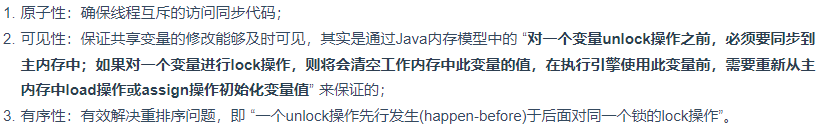 1. 原子性：确保线程互斥的访问同步代码；
2. 可见性：保证共享变量的修改能够及时可见，其实是通过Java内存模型中的 “对一个变量unlock操作之前，必须要同步到
主内存中；如果对一个变量进行lock操作，则将会清空工作内存中此变量的值，在执行引擎使用此变量前，需要重新从主
内存中load操作或assign操作初始化变量值” 来保证的；
3. 有序性：有效解决重排序问题，即 “一个unlock操作先行发生(happen-before)于后面对同一个锁的lock操作”。